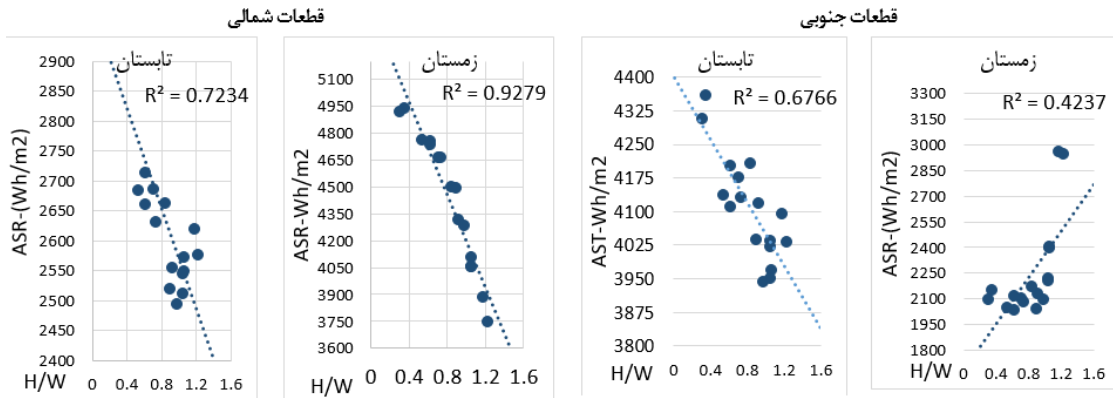 قطعات شمالی
قطعات جنوبی
تابستان
R² = 0.7234
ASR-(Wh/m2)
2900
2850
2800
2750
2700
2650
2600
2550
2500
2450
2400
H/W
0 0.4 0.8 1.2 1.6
زمستان
R² = 0.9279
ASR-Wh/m2
5100
4950
4800
4650
4500
4350
4200
4050
3900
3750
3600
H/W
0 0.4 0.8 1.2 1.6
تابستان
R² = 0.6766
AST-Wh/m2
4400
4325
4250
4175
4100
4025
3950
3875
3800
H/W
0 0.4 0.8 1.2 1.6
زمستان
R² = 0.4237
ASR-(Wh/m2)
3300
3150
3000
2850
2700
2550
2400
2250
2100
1950
1800
H/W
0 0.4 0.8 1.2 1.6